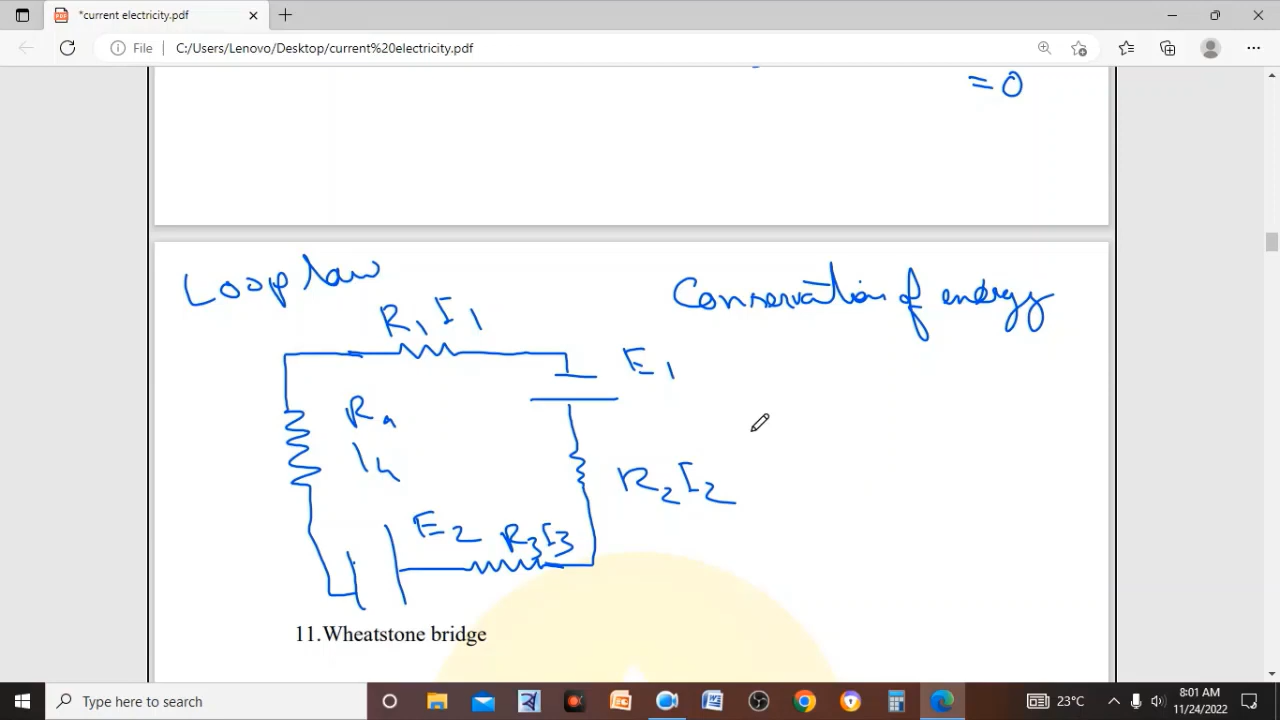 *current electricity.pdf
File
C:/Users/Lenovo/Desktop/current%20electricity.pdf
= 0
Loop law
Conservation of energy
R1 I1
E1
R2 I2
E2
R3 I3
11.Wheatstone bridge
Type here to search
23°C
8:01 AM
11/24/2022